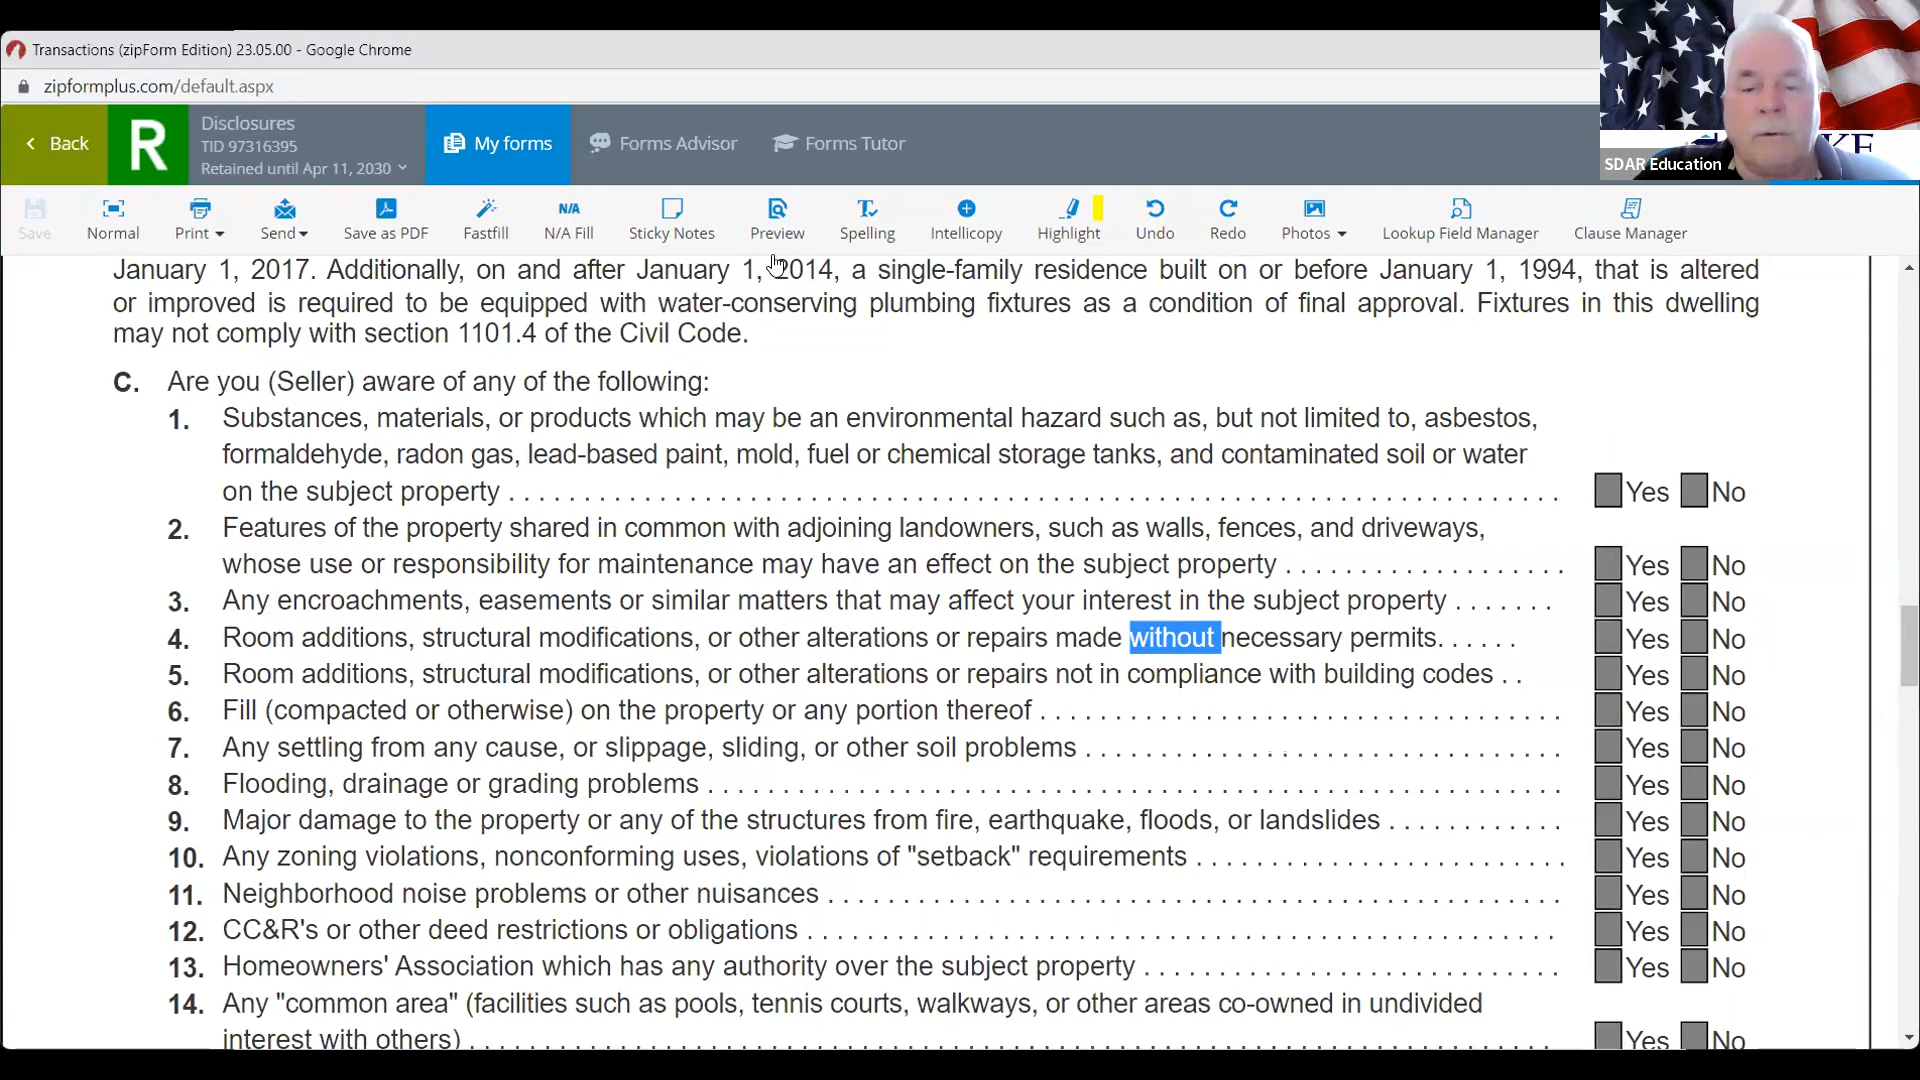 Transactions (zipForm Edition) 23.05.00 - Google Chrome
zipformplus.com/default.aspx
Back
R
Disclosures
TID 97316395
Retained until Apr 11, 2030
My forms
Forms Advisor
Forms Tutor
KE
SDAR Education
N/A
Save
Normal
Print
Send
Save as PDF
Fastfill
N/A Fill
Sticky Notes
Preview
Spelling
Intellicopy
Highlight
Undo
Redo
Photos
Lookup Field Manager
Clause Manager
January 1, 2017. Additionally, on and after January 1, 2014, a single-family residence built on or before January 1, 1994, that is altered
or improved is required to be equipped with water-conserving plumbing fixtures as a condition of final approval. Fixtures in this dwelling
may not comply with section 1101.4 of the Civil Code.
C. Are you (Seller) aware of any of the following:
1. Substances, materials, or products which may be an environmental hazard such as, but not limited to, asbestos,
formaldehyde, radon gas, lead-based paint, mold, fuel or chemical storage tanks, and contaminated soil or water
on the subject property . . . . . . . . . . . . . . . . . . . . . . . . . . . . . . . . . . . . . . . . Yes No
2. Features of the property shared in common with adjoining landowners, such as walls, fences, and driveways,
whose use or responsibility for maintenance may have an effect on the subject property . . . . . . . . . . . . . . . . . . . Yes No
3. Any encroachments, easements or similar matters that may affect your interest in the subject property . . . . . . . Yes No
4. Room additions, structural modifications, or other alterations or repairs made without necessary permits. . . . . . Yes No
5. Room additions, structural modifications, or other alterations or repairs not in compliance with building codes . . Yes No
6. Fill (compacted or otherwise) on the property or any portion thereof . . . . . . . . . . . . . . . . . . . . . . . . . . . . . . . . . . . Yes No
7. Any settling from any cause, or slippage, sliding, or other soil problems . . . . . . . . . . . . . . . . . . . . . . . . . . . . . . . . Yes No
8. Flooding, drainage or grading problems . . . . . . . . . . . . . . . . . . . . . . . . . . . . . . . . . . . . . . . . Yes No
9. Major damage to the property or any of the structures from fire, earthquake, floods, or landslides . . . . . . . . . . . . Yes No
10. Any zoning violations, nonconforming uses, violations of "setback" requirements . . . . . . . . . . . . . . . . . . . . . . . . . Yes No
11. Neighborhood noise problems or other nuisances . . . . . . . . . . . . . . . . . . . . . . . . . . . . . . . . . . . . . . . . Yes No
12. CC&R's or other deed restrictions or obligations . . . . . . . . . . . . . . . . . . . . . . . . . . . . . . . . . . . . . . . . Yes No
13. Homeowners' Association which has any authority over the subject property . . . . . . . . . . . . . . . . . . . . . . . . . . . . Yes No
14. Any "common area" (facilities such as pools, tennis courts, walkways, or other areas co-owned in undivided
interest with others) . . . . . . . . . . . . . . . . . . . . . . . . . . . . . . . . . . . . . . . . Yes No